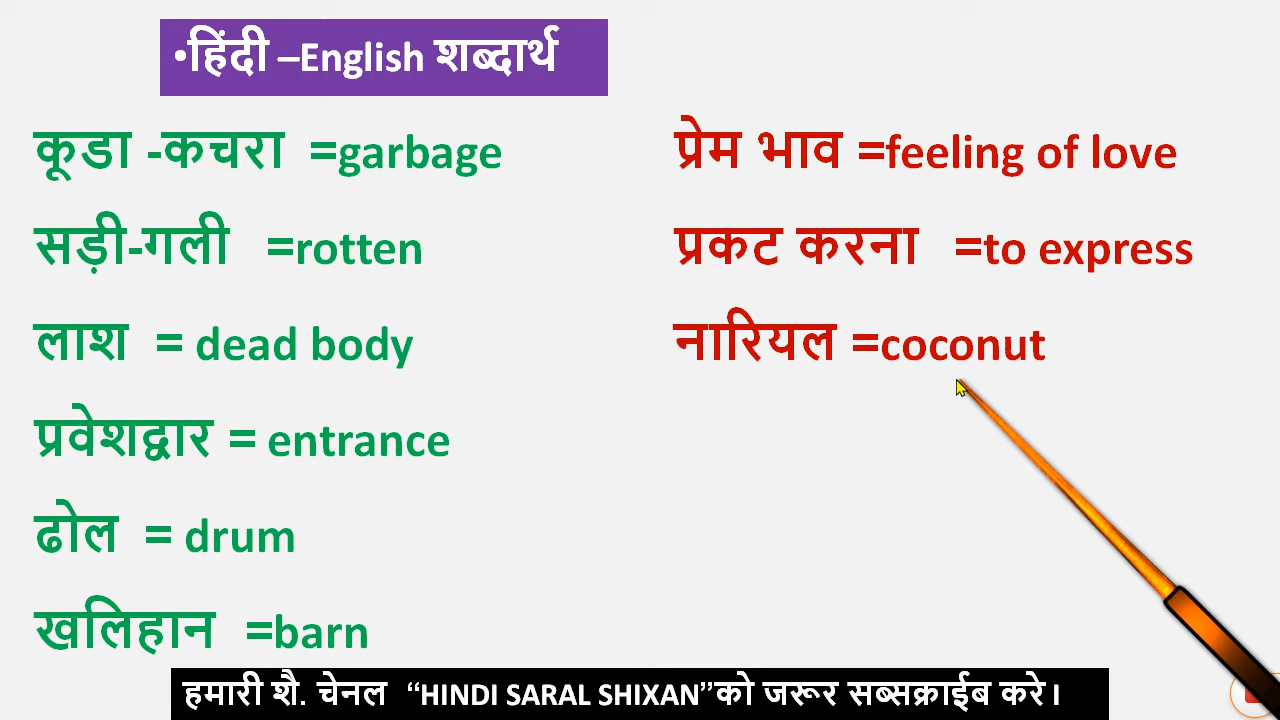 •हिंदी –English शब्दार्थ
कूडा -कचरा =garbage
सड़ी-गली =rotten
लाश = dead body
प्रवेशद्वार = entrance
ढोल = drum
खलिहान =barn
प्रेम भाव =feeling of love
प्रकट करना =to express
नारियल =coconut
हमारी शै. चेनल “HINDI SARAL SHIXAN”को जरूर सब्सक्राईब करे।